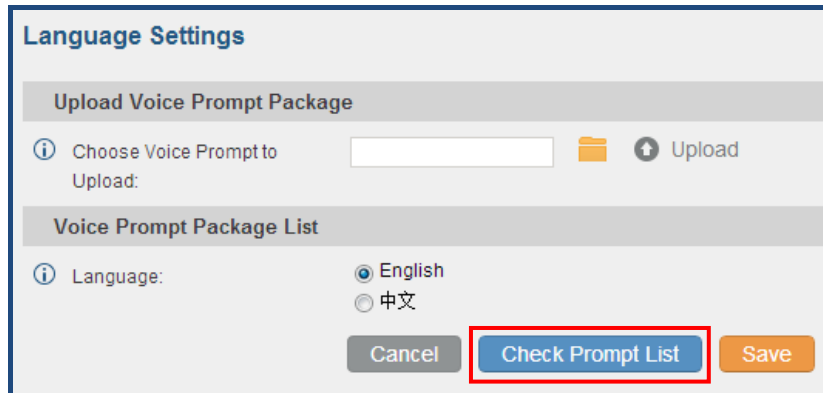 Language Settings
Upload Voice Prompt Package
Choose Voice Prompt to
Upload:
Upload
Voice Prompt Package List
Language:
English
中文
Cancel Check Prompt List Save